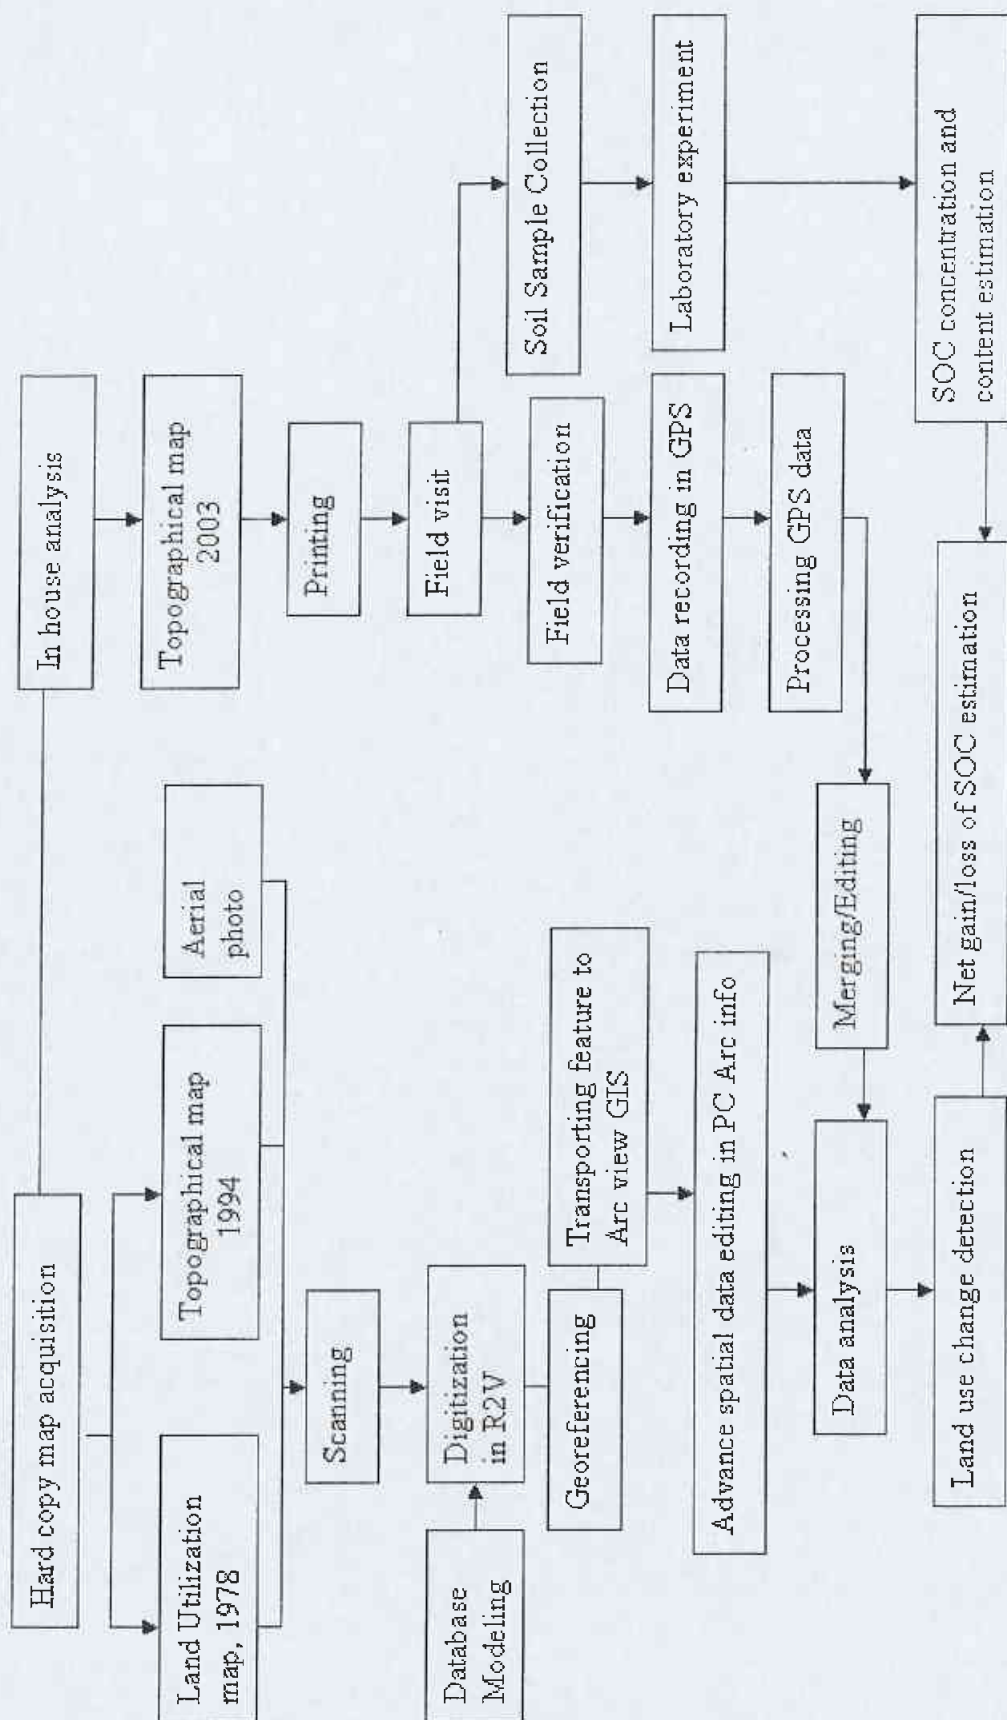 Hard copy map acquisition
In house analysis
Land Utilization
map, 1978
Topographical map
1994
Aerial
photo
Topographical map
2003
Scanning
Printing
Database
Modeling
Digitization
in R2V
Field visit
Georeferencing
Transporting feature to
Arc view GIS
Field verification
Soil Sample Collection
Advance spatial data editing in PC Arc info
Data recording in GPS
Laboratory experiment
Processing GPS data
Data analysis
Merging/Editing
Land use change detection
Net gain/loss of SOC estimation
SOC concentration and
content estimation